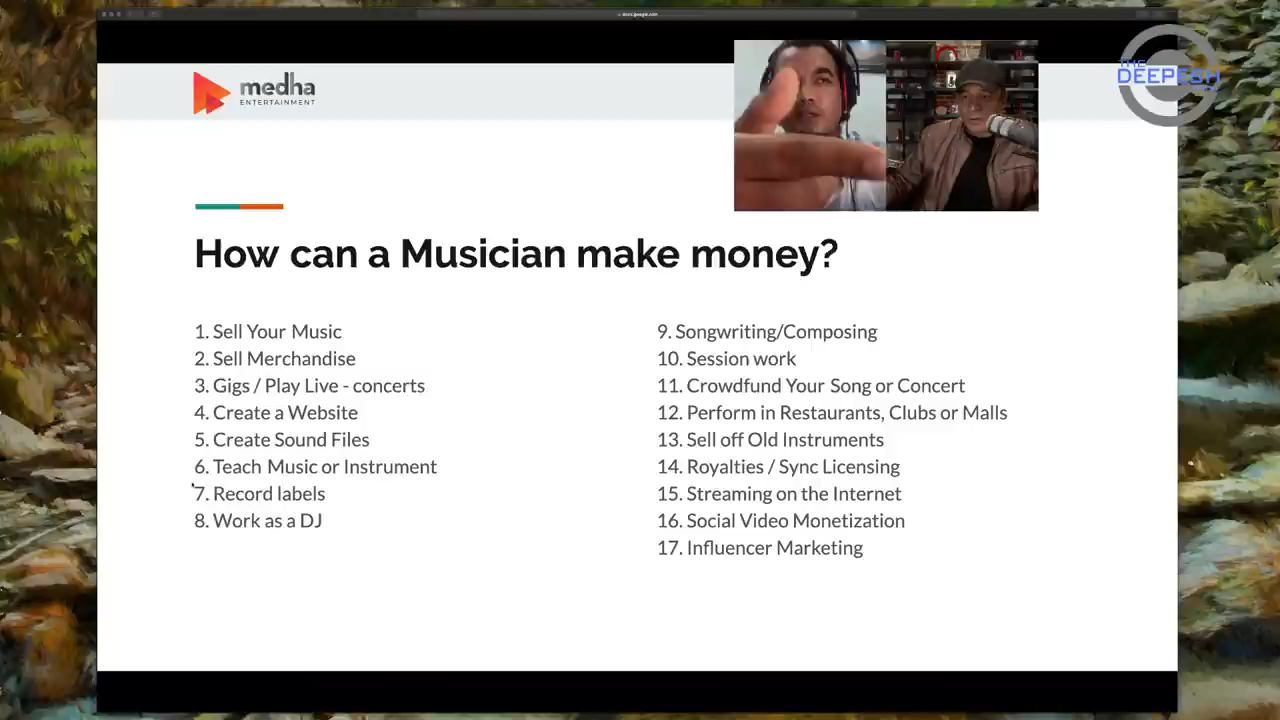 docs.google.com
medha
ENTERTAINMENT
THE
DEEPESH
How can a Musician make money?
1. Sell Your Music
2. Sell Merchandise
3. Gigs / Play Live - concerts
4. Create a Website
5. Create Sound Files
6. Teach Music or Instrument
7. Record labels
8. Work as a DJ
9. Songwriting/Composing
10. Session work
11. Crowdfund Your Song or Concert
12. Perform in Restaurants, Clubs or Malls
13. Sell off Old Instruments
14. Royalties / Sync Licensing
15. Streaming on the Internet
16. Social Video Monetization
17. Influencer Marketing